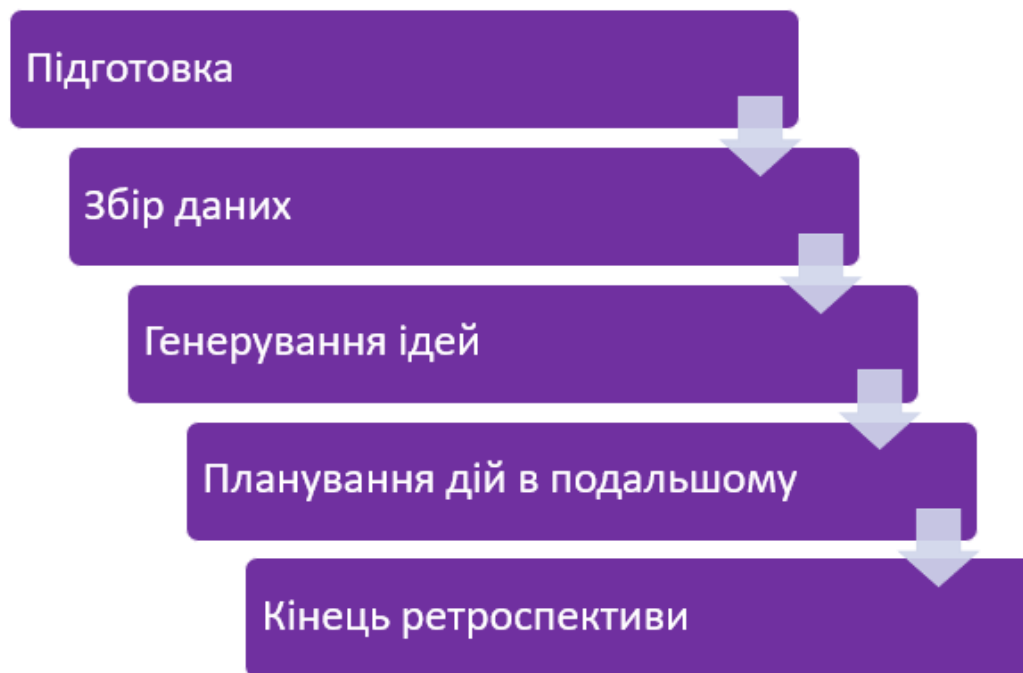 Підготовка
Збір даних
Генерування ідей
Планування дій в подальшому
Кінець ретроспективи